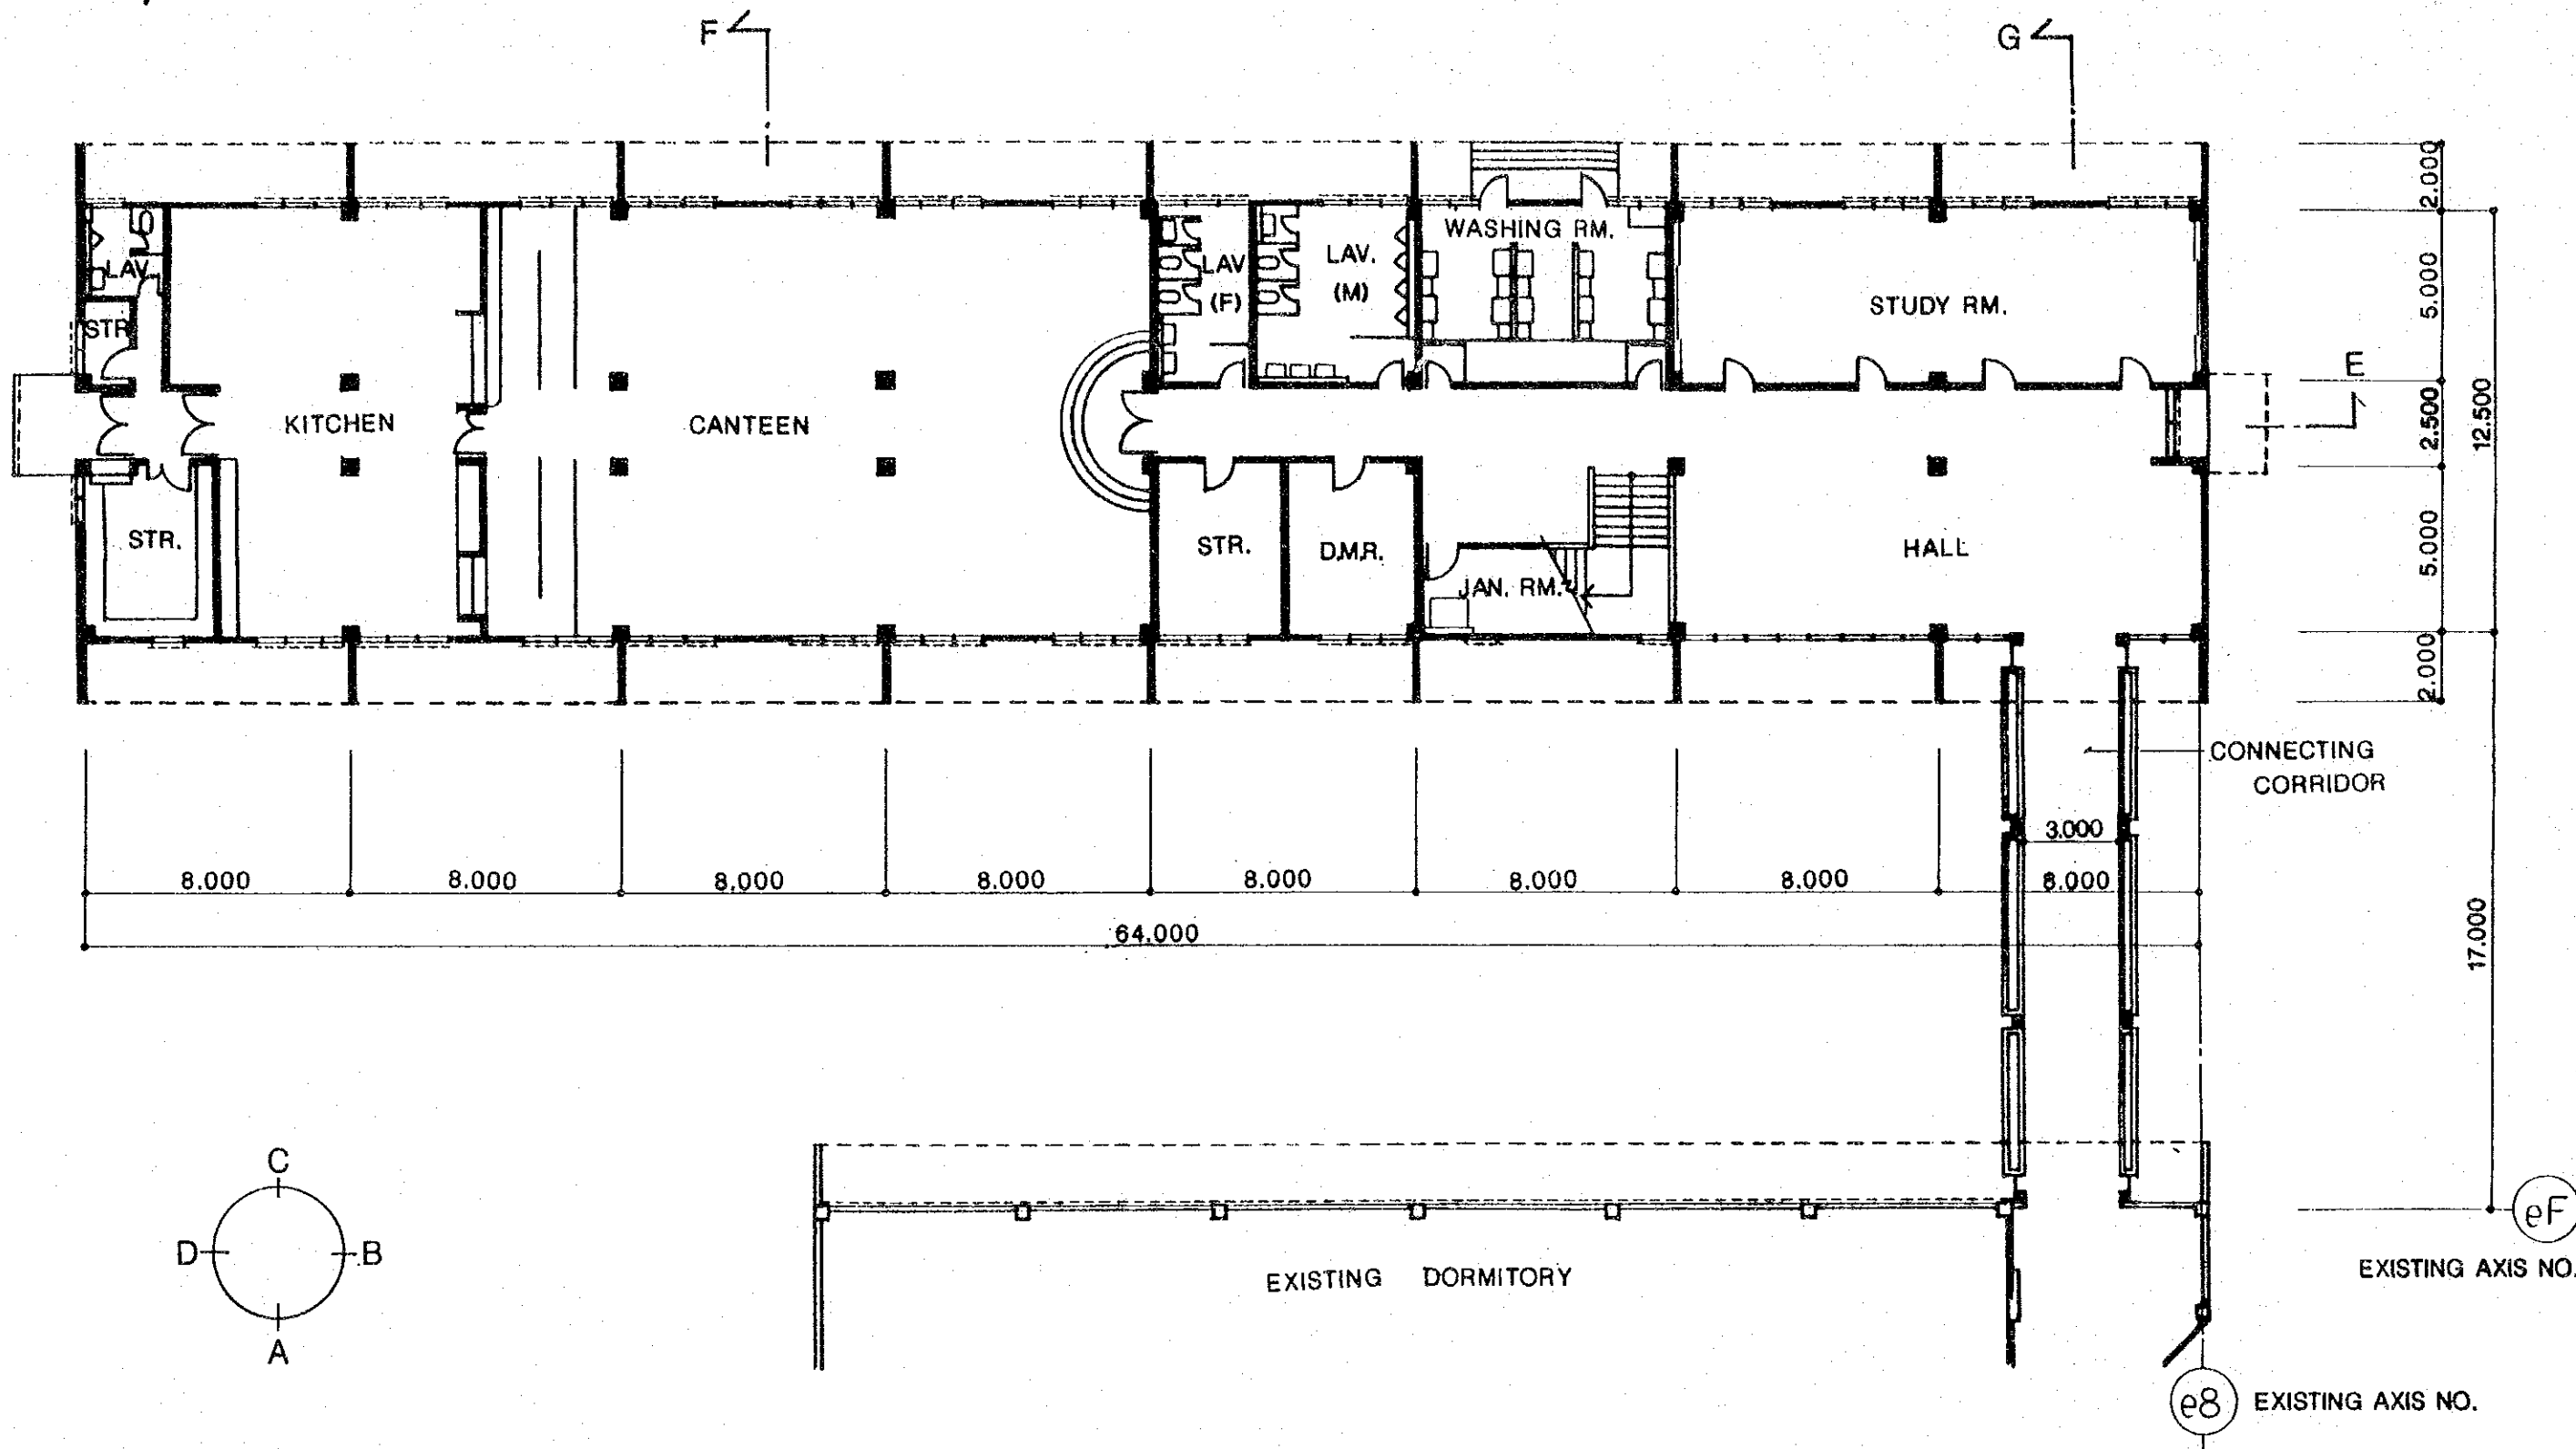 F
G
2.000
WASHING RM.
LAV.
LAV
LAV.
(F)
(M)
5.000
STR
STUDY RM.
E
KITCHEN
CANTEEN
2.500
12.500
STR.
STR.
D.M.R.
HALL
5.000
JAN. RM.
2.000
CONNECTING
CORRIDOR
3.000
8.000 8.000 8.000 8.000 8.000 8.000 8.000 8.000
64.000
17.000
C
D B
A
EXISTING DORMITORY
eF
EXISTING AXIS NO.
e8 EXISTING AXIS NO.